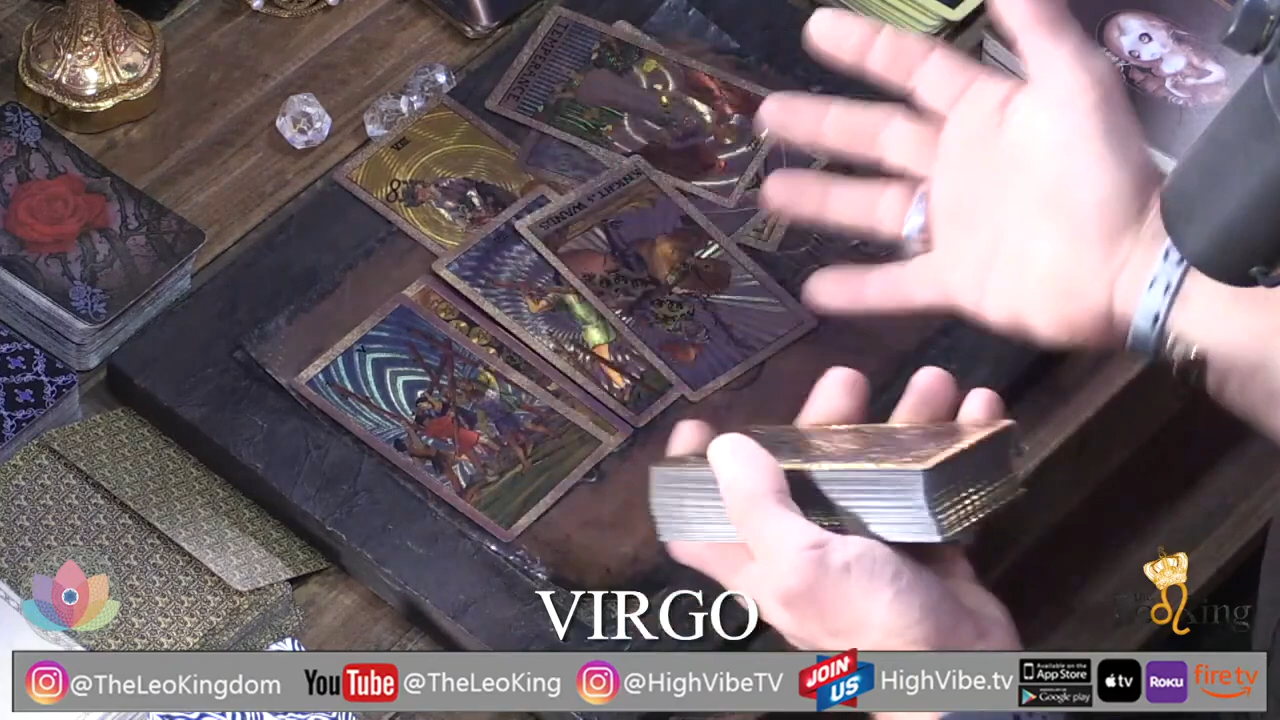 TEMPERANCE
KNIGHT of WANDS
VIRGO
King
@TheLeoKingdom
YouTube @TheLeoKing
@HighVibeTV
JOIN US
HighVibe.tv
Available on the App Store
Google play
tv
ROKU
fire tv